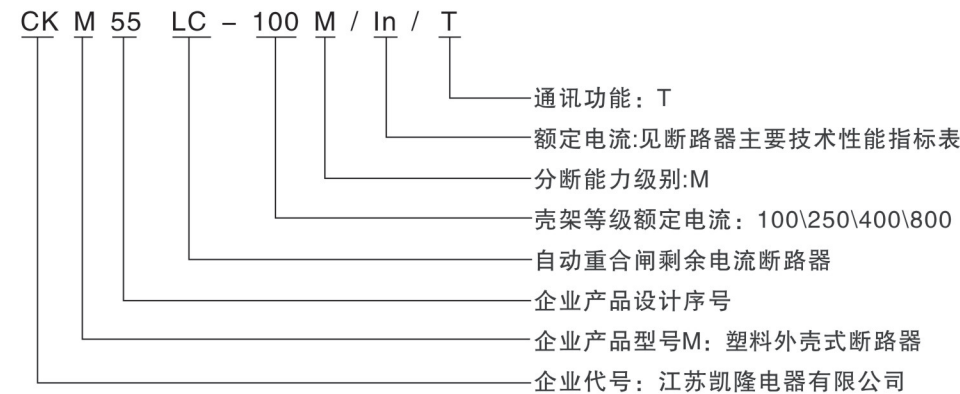 CK M 55 LC - 100 M / In / T
通讯功能：T
额定电流:见断路器主要技术性能指标表
分断能力级别:M
壳架等级额定电流：100\250\400\800
自动重合闸剩余电流断路器
企业产品设计序号
企业产品型号M：塑料外壳式断路器
企业代号：江苏凯隆电器有限公司